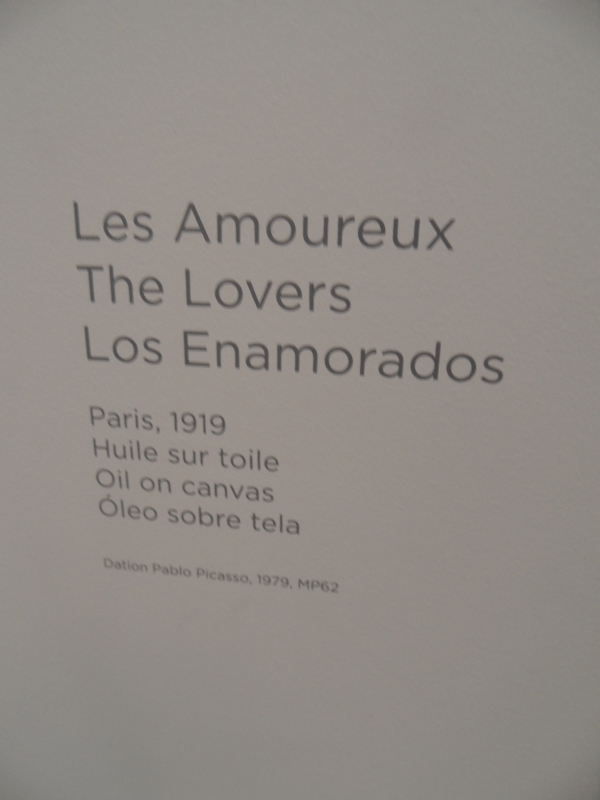 Les Amoureux
The Lovers
Los Enamorados
Paris, 1919
Huile sur toile
Oil on canvas
Óleo sobre tela
Dation Pablo Picasso, 1979, MP62